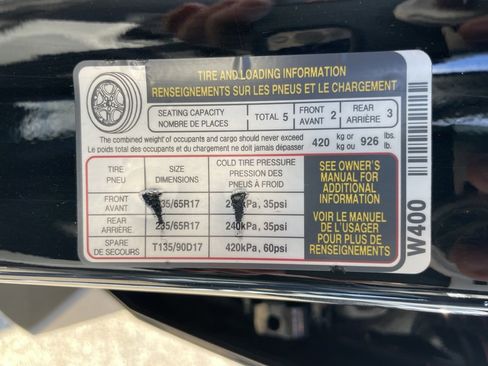 TIRE AND LOADING INFORMATION
RENSEIGNEMENTS SUR LES PNEUS ET LE CHARGEMENT
SEATING CAPACITY
NOMBRE DE PLACES
TOTAL 5
FRONT
AVANT 2
REAR
ARRIÈRE 3
The combined weight of occupants and cargo should never exceed
Le poids total des occupants et du chargement ne doit jamais dépasser
420 kg or kg ou 926 lbs. lb.
TIRE
PNEU
SIZE
DIMENSIONS
COLD TIRE PRESSURE
PRESSION DES
PNEUS À FROID
FRONT
AVANT
35/65R17
35psi
REAR
ARRIÈRE
235/65R17
240kPa, 35psi
SPARE
DE SECOURS
T135/90D17
420kPa, 60psi
SEE OWNER'S
MANUAL FOR
ADDITIONAL
INFORMATION
VOIR LE MANUEL
DE L'USAGER
POUR PLUS DE
RENSEIGNEMENTS
W400